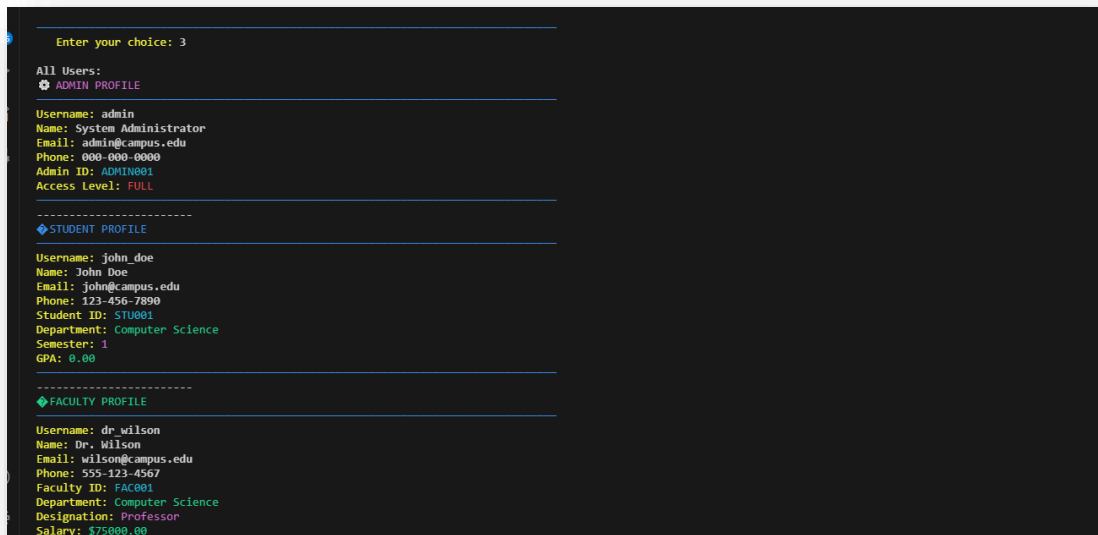 Enter your choice: 3
All Users:
⚙ ADMIN PROFILE
Username: admin
Name: System Administrator
Email: admin@campus.edu
Phone: 000-000-0000
Admin ID: ADMIN001
Access Level: FULL
------------------------
�STUDENT PROFILE
Username: john_doe
Name: John Doe
Email: john@campus.edu
Phone: 123-456-7890
Student ID: STU001
Department: Computer Science
Semester: 1
GPA: 0.00
------------------------
�FACULTY PROFILE
Username: dr_wilson
Name: Dr. Wilson
Email: wilson@campus.edu
Phone: 555-123-4567
Faculty ID: FAC001
Department: Computer Science
Designation: Professor
Salary: $75000.00